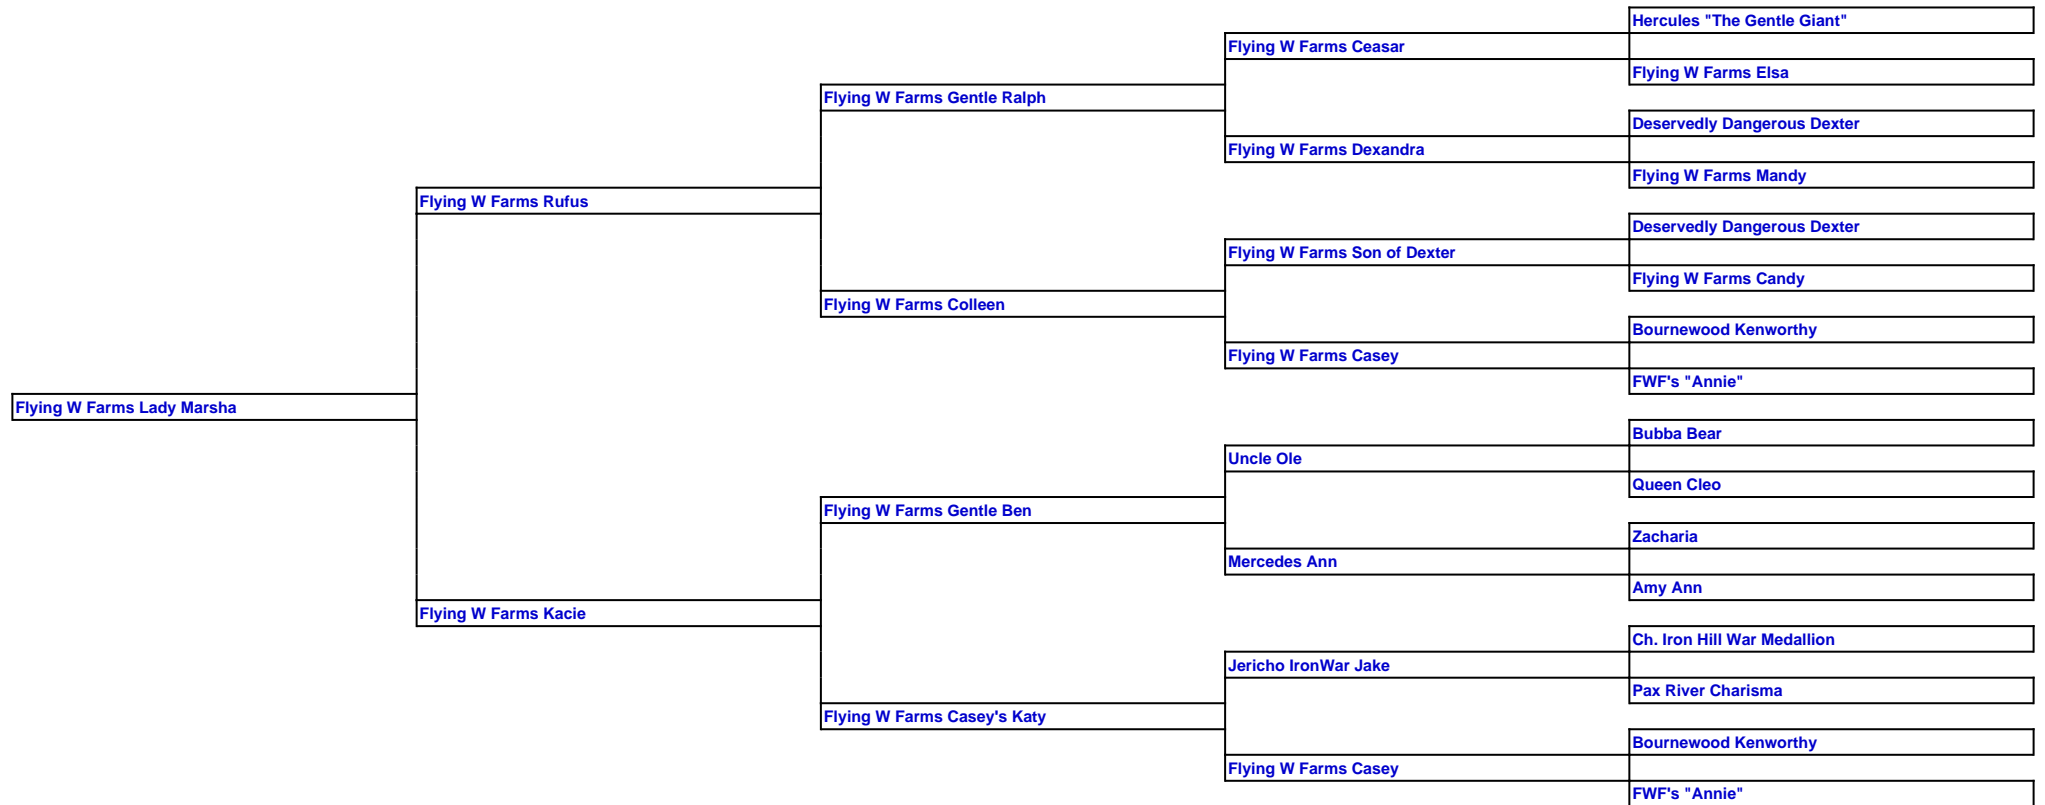 Hercules "The Gentle Giant"
Flying W Farms Ceasar
Flying W Farms Elsa
Flying W Farms Gentle Ralph
Deservedly Dangerous Dexter
Flying W Farms Dexandra
Flying W Farms Mandy
Flying W Farms Rufus
Deservedly Dangerous Dexter
Flying W Farms Son of Dexter
Flying W Farms Candy
Flying W Farms Colleen
Bournewood Kenworthy
Flying W Farms Casey
FWF's "Annie"
Flying W Farms Lady Marsha
Bubba Bear
Uncle Ole
Queen Cleo
Flying W Farms Gentle Ben
Zacharia
Mercedes Ann
Amy Ann
Flying W Farms Kacie
Ch. Iron Hill War Medallion
Jericho IronWar Jake
Pax River Charisma
Flying W Farms Casey's Katy
Bournewood Kenworthy
Flying W Farms Casey
FWF's "Annie"